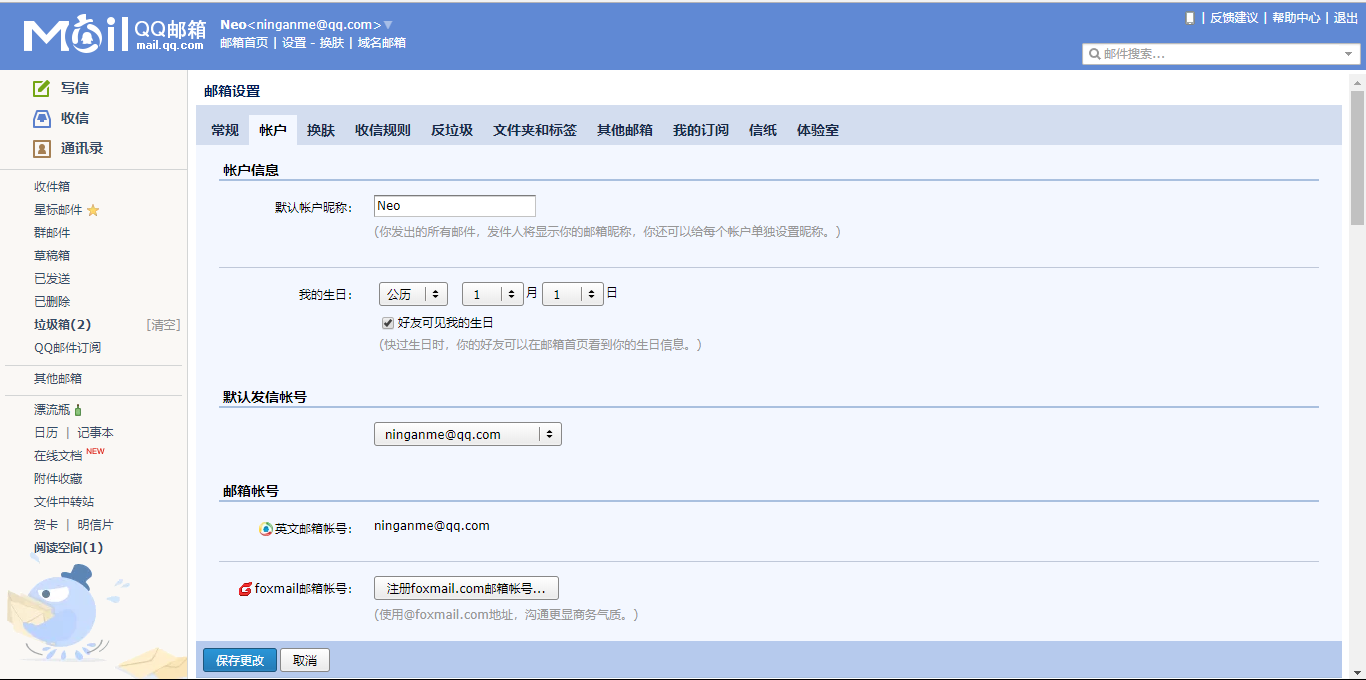 Mail QQ邮箱 mail.qq.com
Neo<ninganme@qq.com>
邮箱首页 | 设置 - 换肤 | 域名邮箱
| 反馈建议 | 帮助中心 | 退出
邮件搜索...
写信
收信
通讯录
收件箱
星标邮件
群邮件
草稿箱
已发送
已删除
垃圾箱(2) [清空]
QQ邮件订阅
其他邮箱
漂流瓶
日历 | 记事本
在线文档 NEW
附件收藏
文件中转站
贺卡 | 明信片
阅读空间(1)
邮箱设置
常规 帐户 换肤 收信规则 反垃圾 文件夹和标签 其他邮箱 我的订阅 信纸 体验室
帐户信息
默认帐户昵称: Neo
(你发出的所有邮件，发件人将显示你的邮箱昵称，你还可以给每个帐户单独设置昵称。)
我的生日: 公历 1 月 1 日
好友可见我的生日
(快过生日时，你的好友可以在邮箱首页看到你的生日信息。)
默认发信帐号
ninganme@qq.com
邮箱帐号
英文邮箱帐号: ninganme@qq.com
foxmail邮箱帐号: 注册foxmail.com邮箱帐号...
(使用@foxmail.com地址，沟通更显商务气质。)
保存更改 取消